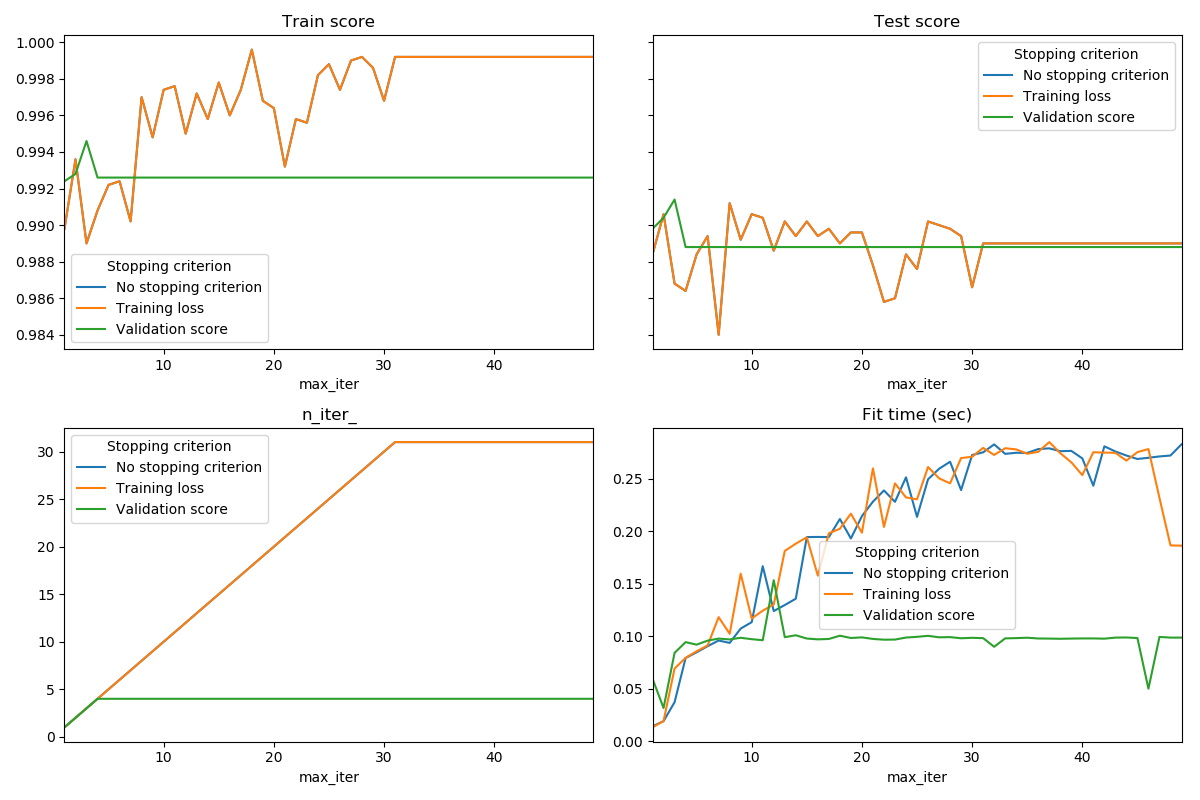 Train score
1.000
0.998
0.996
0.994
0.992
0.990
0.988
0.986
0.984
Stopping criterion
No stopping criterion
Training loss
Validation score
10
20
30
40
max_iter
Test score
Stopping criterion
No stopping criterion
Training loss
Validation score
10
20
30
40
max_iter
n_iter_
30
25
20
15
10
5
0
Stopping criterion
No stopping criterion
Training loss
Validation score
10
20
30
40
max_iter
Fit time (sec)
0.25
0.20
0.15
0.10
0.05
0.00
Stopping criterion
No stopping criterion
Training loss
Validation score
10
20
30
40
max_iter